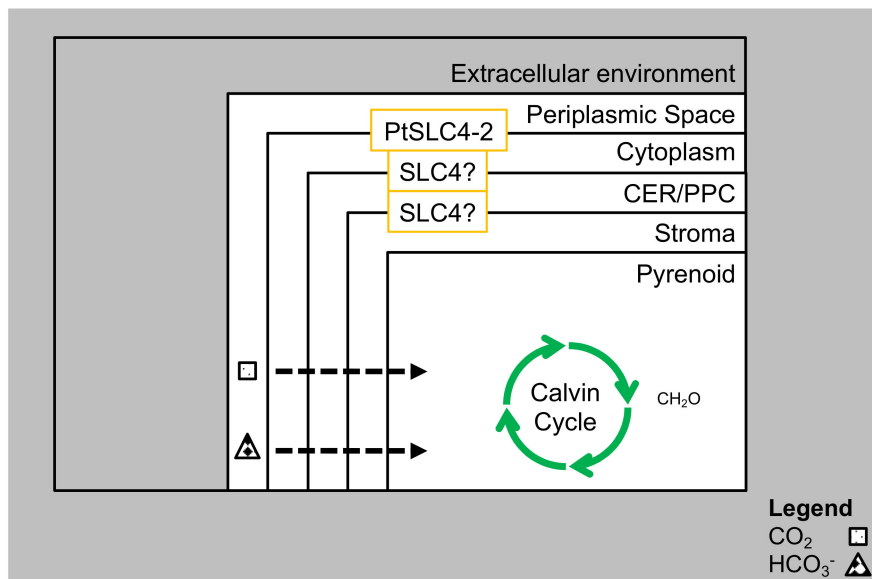 Extracellular environment
Periplasmic Space
PtSLC4-2
Cytoplasm
SLC4?
CER/PPC
SLC4?
Stroma
Pyrenoid
Calvin
Cycle
CH₂O
Legend
CO₂
HCO₃⁻